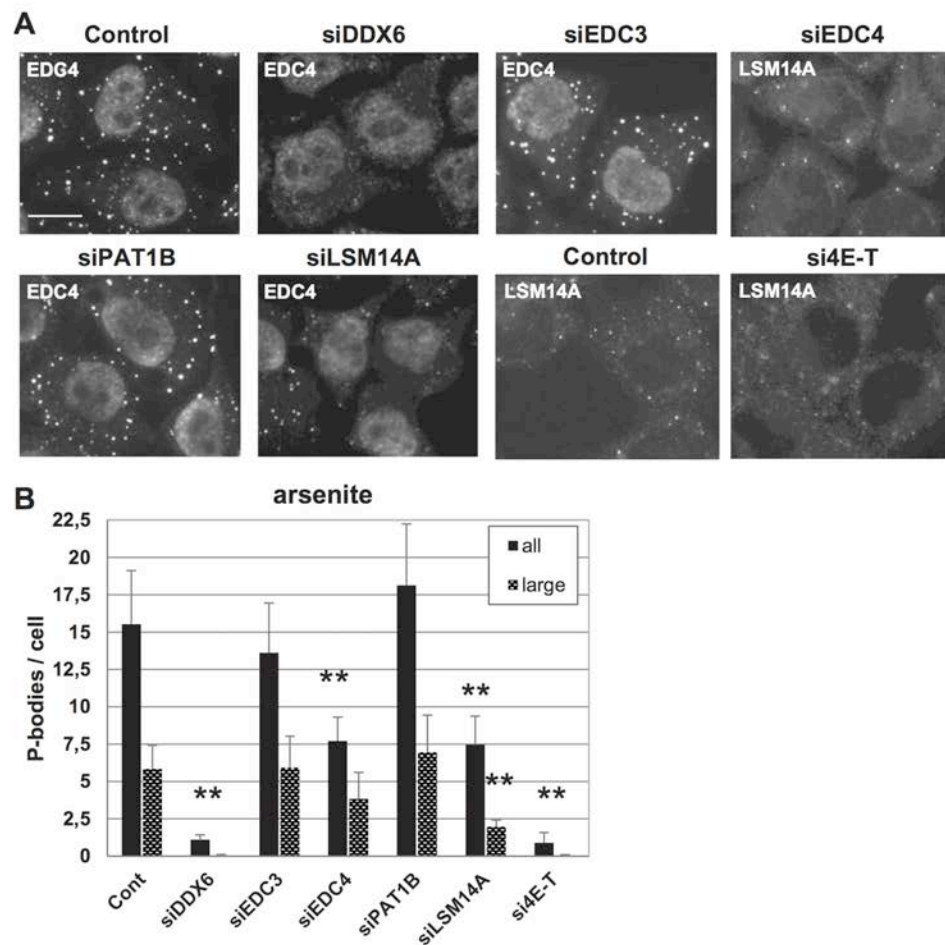 A
Control
siDDX6
siEDC3
siEDC4
EDG4
EDC4
EDC4
LSM14A
siPAT1B
siLSM14A
Control
si4E-T
EDC4
EDC4
LSM14A
LSM14A
B
arsenite
22,5
20
17,5
15
12,5
10
7,5
5
2,5
0
P-bodies / cell
all
large
**
**
**
**
**
Cont
siDDX6
siEDC3
siEDC4
siPAT1B
siLSM14A
si4E-T